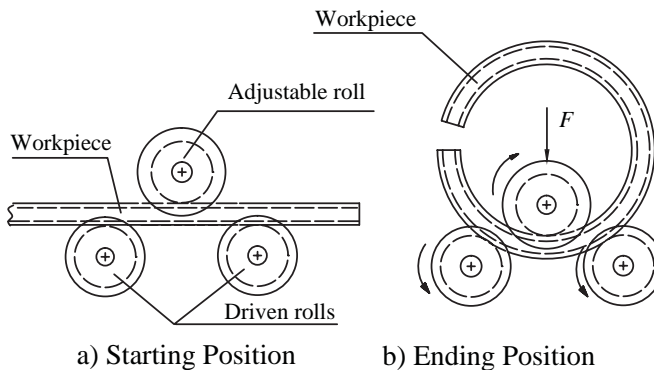 Adjustable roll
Workpiece
Driven rolls
a) Starting Position
Workpiece
F
b) Ending Position